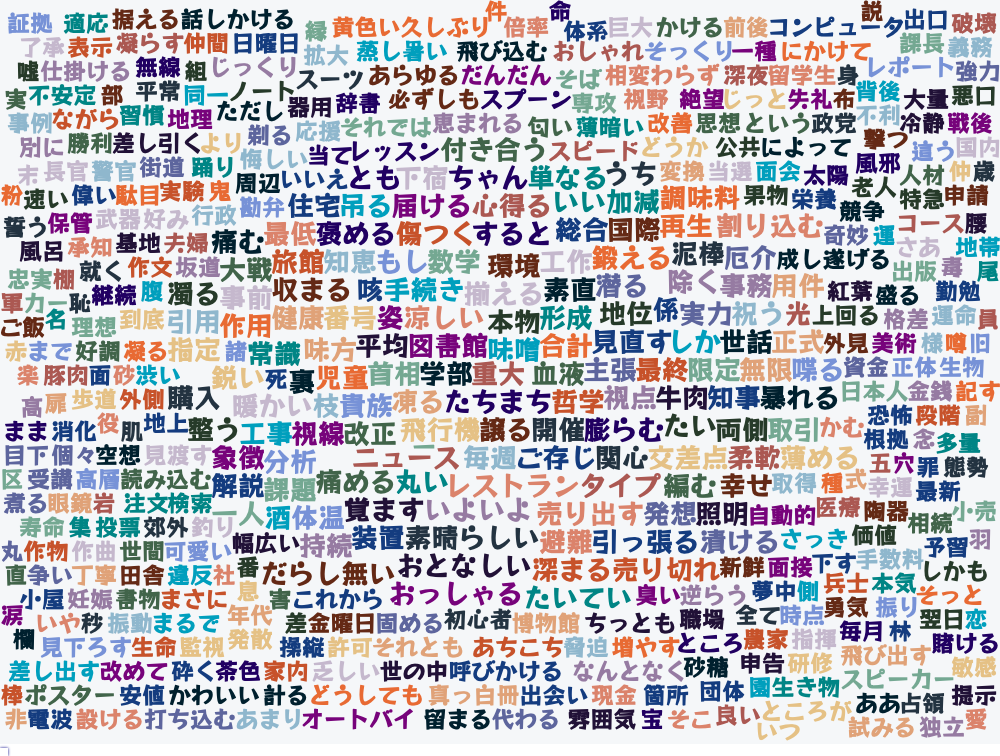 証拠 適応 据える 話しかける 緑 黄色い 久しぶり 件 倍率 命 体系 巨大 かける 前後 コンピュータ 説 出口 破壊
了承 表示 凝らす 仲間 日曜日 拡大 蒸し暑い 飛び込む おしゃれ そっくり 一種 にかけて 課長 義務
嘘 仕掛ける 無線 組 じっくり スーツ あらゆる だんだん そば 相変わらず 深夜 留学生 身 レポート 強力
実 不安定 部 平常 同一 ノート 器用 辞書 必ずしも スプーン 専攻 視野 絶望 じっと 失礼 布 背後 大量 悪口
事例 ながら 習慣 地理 ただし 剃る 応援 それでは 恵まれる 匂い 薄暗い 改善 思想 という 政党 不利 冷静 戦後
別に 勝利 差し引く より 悔しい 当て レッスン 付き合う スピード どうか 公共 によって 撃つ 違う 国内
末 長官 警官 街道 踊り 周辺 いいえ とも 下宿 ちゃん 単なる うち 変換 当選 面会 太陽 風邪 人材 仲 歳
粉 速い 偉い 駄目 実験 鬼 勘弁 住宅 吊る 届ける 心得る いい加減 調味料 果物 栄養 老人 特急 申請
誓う 保管 武器 好み 行政 最低 褒める 傷つく すると 総合 国際 再生 割り込む 奇妙 競争 運 コース 腰
風呂 承知 基地 夫婦 痛む 旅館 知恵 もし 数学 環境 工作 鍛える 泥棒 厄介 成し遂げる さあ 地帯
忠実 棚 就く 作文 坂道 大戦 収まる 咳 手続き 揃える 素直 潜る 除く 事務 用件 紅葉 盛る 出版 毒 尾
軍 カー 恥 継続 腹 濁る 事前 健康 番号 姿 涼しい 本物 形成 地位 係 実力 祝う 光 上回る 格差 勤勉 運命 員
ご飯 名 理想 到底 引用 作用 味方 平均 図書館 味噌 合計 見直す しか 世話 正式 外見 美術 様 噂 旧
赤 まで 好調 凝る 指定 諸 常識 児童 首相 学部 重大 血液 主張 最終 限定 無限 喋る 資金 正体 生物
楽 豚肉 面 砂 渋い 鋭い 死 裏 枝 貴族 凍る たちまち 哲学 視点 牛肉 知事 暴れる 日本人 金銭 記す
高 扉 歩道 外側 購入 暖かい 飛行機 譲る 開催 膨らむ たい 両側 取引 かむ 恐怖 段階 副
まま 消化 役 肌 地上 整う 工事 視線 改正 ニュース 毎週 ご存じ 関心 交差点 柔軟 薄める 根拠 念 多量
目下 個々 空想 見渡す 象徴 分析 痛める 丸い レストラン タイプ 編む 幸せ 取得 種 式 五 穴 罪 態勢
区 受講 高層 読み込む 解説 課題 覚ます いよいよ 売り出す 発想 照明 自動的 医療 幸運 最新
煮る 眼鏡 岩 注文 検索 一人 酒 体温 装置 素晴らしい 避難 引っ張る 漬ける さっき 陶器 相続 小売
寿命 集 投票 郊外 釣り 幅広い 持続 おとなしい 深まる 売り切れ 新鮮 面接 価値 予習 羽
丸 作物 作曲 世間 可愛い 番 だらし無い おっしゃる たいてい 臭い 逆らう 夢中 下す 手数料 しかも
直 争い 丁寧 田舎 違反 社 息 害 これから 差 金曜日 固める 初心者 博物館 ちっとも 職場 側 兵士 本気 そっと
小屋 妊娠 書物 まさに 年代 操縦 許可 それとも あちこち 脅迫 増やす ところ 全て 時点 勇気 振り 翌日 恋
涙 いや 秒 振動 まるで 発散 農家 指揮 毎月 林 賭ける
欄 見下ろす 生命 監視 家内 乏しい 世の中 呼びかける なんとなく 砂糖 申告 研修 飛び出す 敏感
差し出す 改めて 砕く 茶色 計る どうしても 真っ白 冊 出会い 現金 箇所 団体 園 生き物 スピーカー
棒 ポスター 安値 かわいい オートバイ 留まる 代わる 雰囲気 宝 そこ 良い ところが ああ 占領 提示
非 電波 設ける 打ち込む あまり いつ 試みる 独立 愛